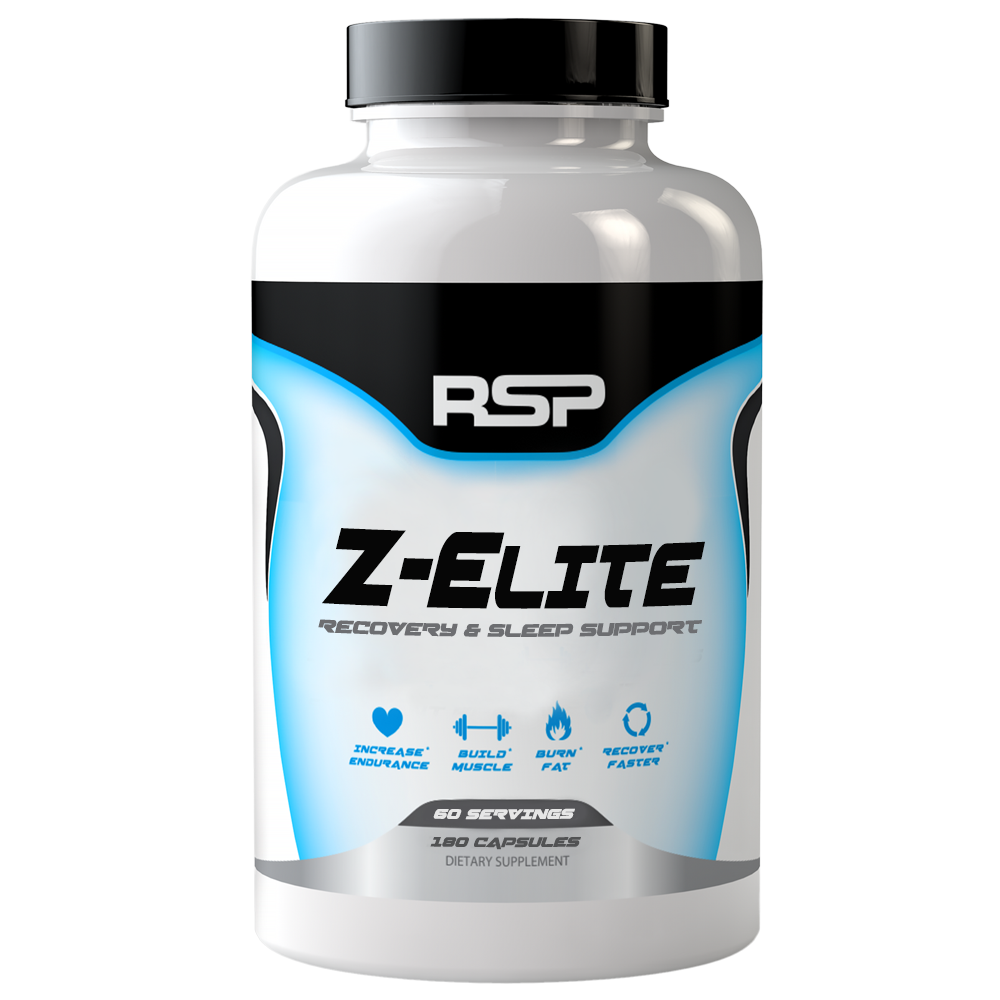 RSP
Z-ELITE
RECOVERY & SLEEP SUPPORT
INCREASE*
ENDURANCE
BUILD*
MUSCLE
BURN*
FAT
RECOVER*
FASTER
60 SERVINGS
180 CAPSULES
DIETARY SUPPLEMENT